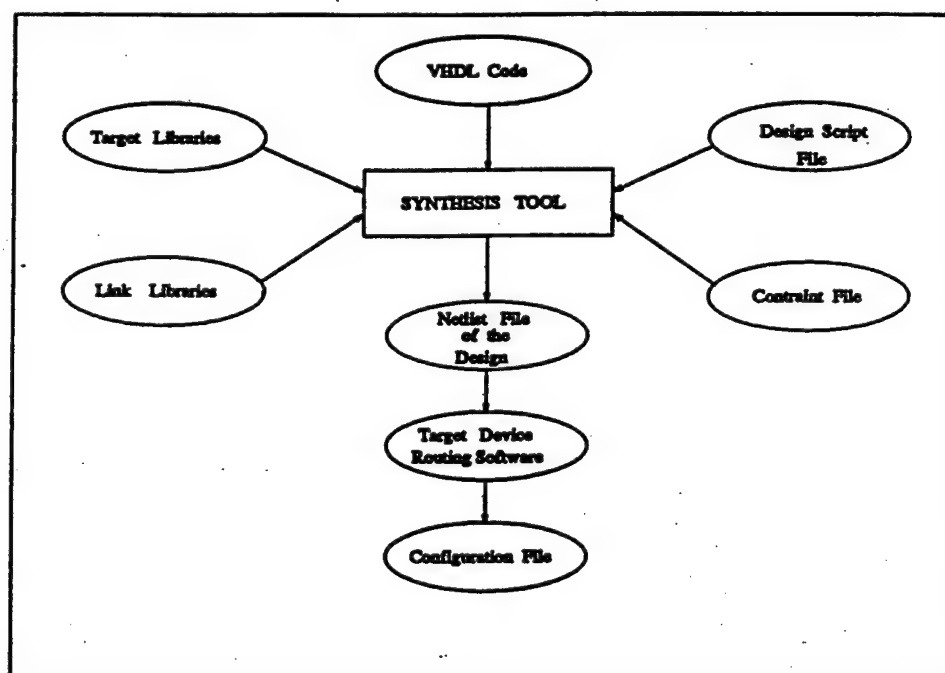 VHDL Code
Target Libraries
Design Script
File
SYNTHESIS TOOL
Link Libraries
Contraint File
Netlist File
of the
Design
Target Device
Routing Software
Configuration File